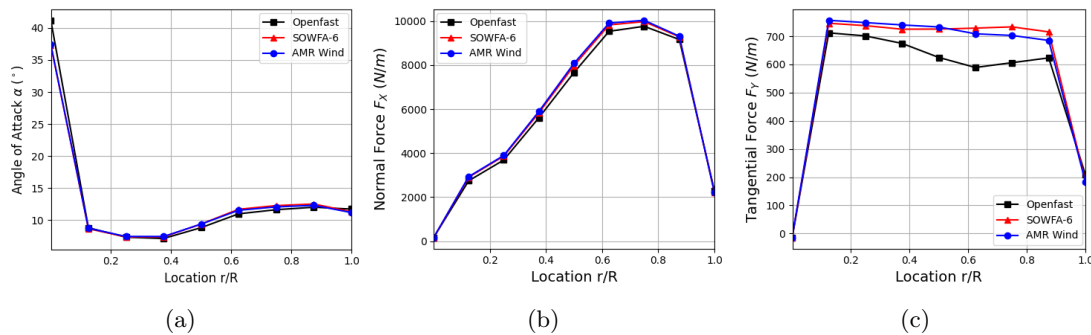 Angle of Attack α (°)
40
35
30
25
20
15
10
0.2
0.4
0.6
0.8
1.0
Location r/R
Openfast
SOWFA-6
AMR Wind
(a)
Normal Force F_X (N/m)
10000
8000
6000
4000
2000
0
0.2
0.4
0.6
0.8
1.0
Location r/R
Openfast
SOWFA-6
AMR Wind
(b)
Tangential Force F_Y (N/m)
700
600
500
400
300
200
100
0
0.2
0.4
0.6
0.8
1.0
Location r/R
Openfast
SOWFA-6
AMR Wind
(c)